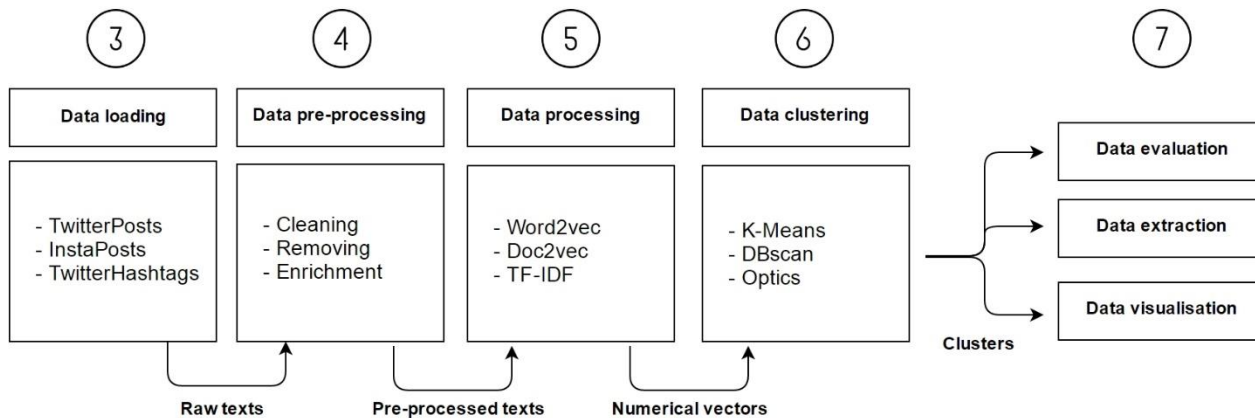 3
4
5
6
7
Data loading
Data pre-processing
Data processing
Data clustering
- TwitterPosts
- InstaPosts
- TwitterHashtags
- Cleaning
- Removing
- Enrichment
- Word2vec
- Doc2vec
- TF-IDF
- K-Means
- DBscan
- Optics
Data evaluation
Data extraction
Data visualisation
Raw texts
Pre-processed texts
Numerical vectors
Clusters